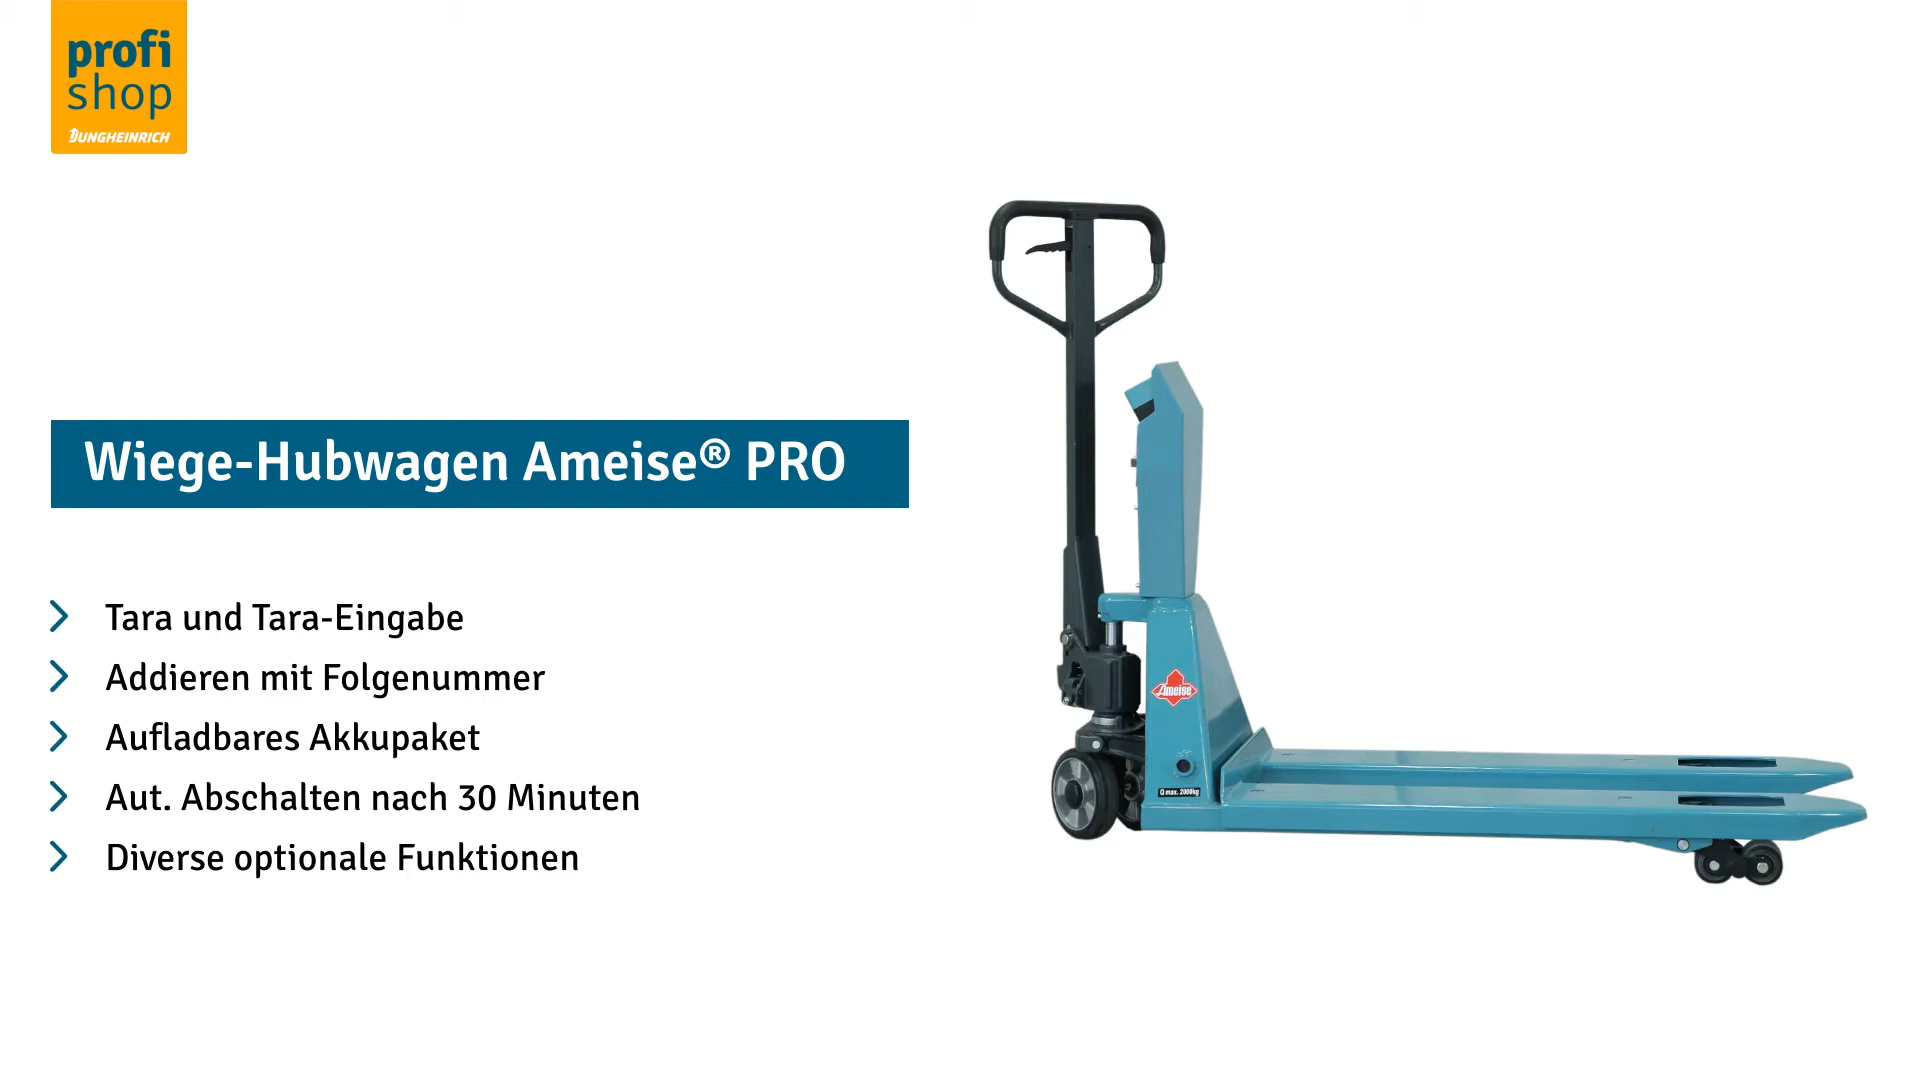 profi
shop
JUNGHEINRICH
Wiege-Hubwagen Ameise® PRO
Tara und Tara-Eingabe
Addieren mit Folgenummer
Aufladbares Akkupaket
Aut. Abschalten nach 30 Minuten
Diverse optionale Funktionen
Ameise
Q max. 2000kg